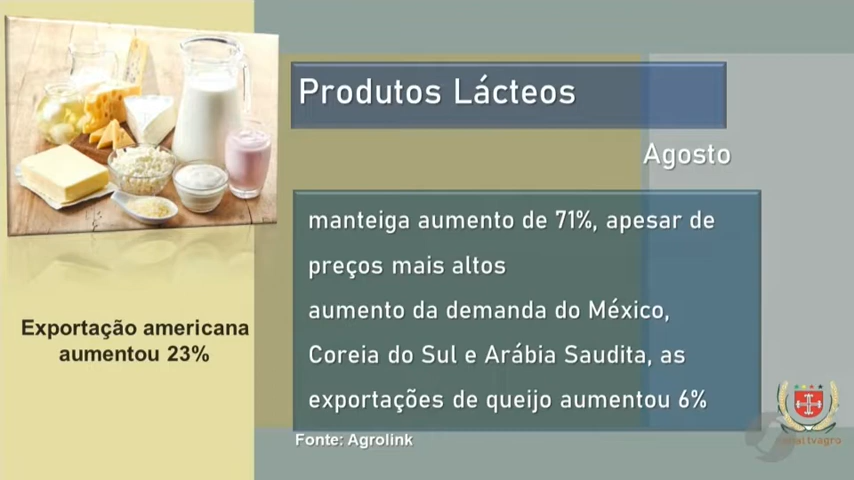 Produtos Lácteos
Agosto
manteiga aumento de 71%, apesar de
preços mais altos
aumento da demanda do México,
Coreia do Sul e Arábia Saudita, as
exportações de queijo aumentou 6%
Exportação americana
aumentou 23%
Fonte: Agrolink